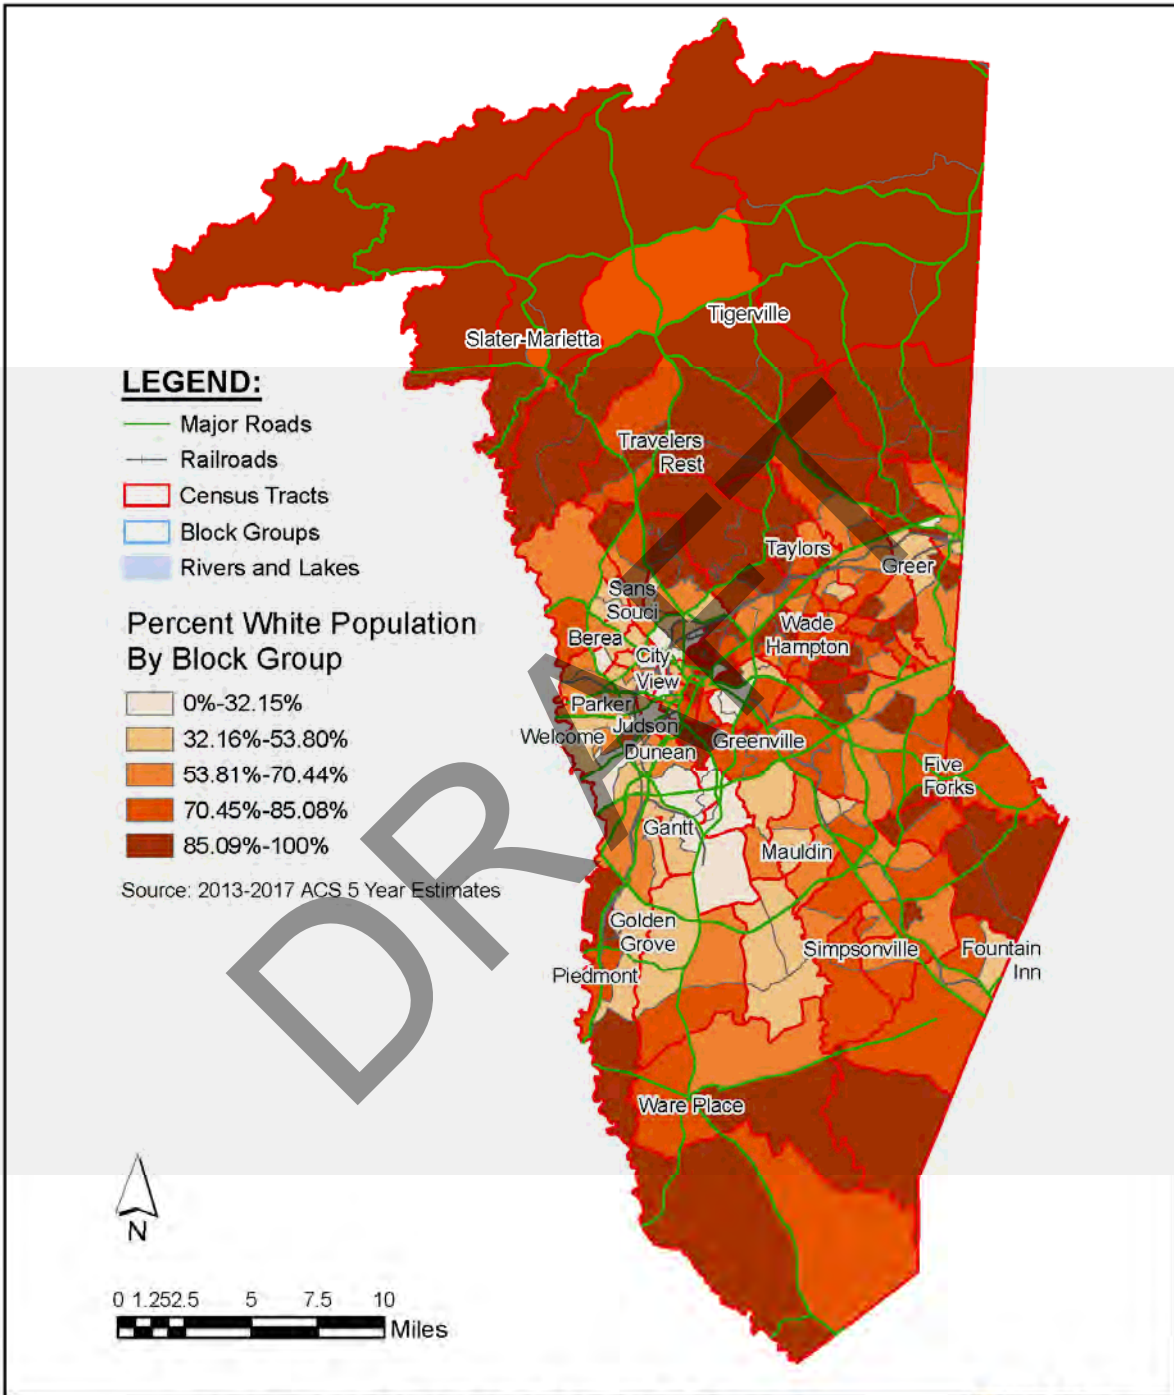 Tigerville
Slater-Marietta
LEGEND:
Major Roads
Railroads
Census Tracts
Block Groups
Rivers and Lakes
Travelers
Rest
Taylors
Greer
Sans
Souci
Berea
Wade
Hampton
City
View
Parker
Judson
Welcome
Dunean
Greenville
Five
Forks
Gantt
Mauldin
Golden
Grove
Simpsonville
Fountain
Inn
Piedmont
Ware Place
Percent White Population
By Block Group
0%-32.15%
32.16%-53.80%
53.81%-70.44%
70.45%-85.08%
85.09%-100%
Source: 2013-2017 ACS 5 Year Estimates
DRAFT
N
0 1.252.5 5 7.5 10
Miles